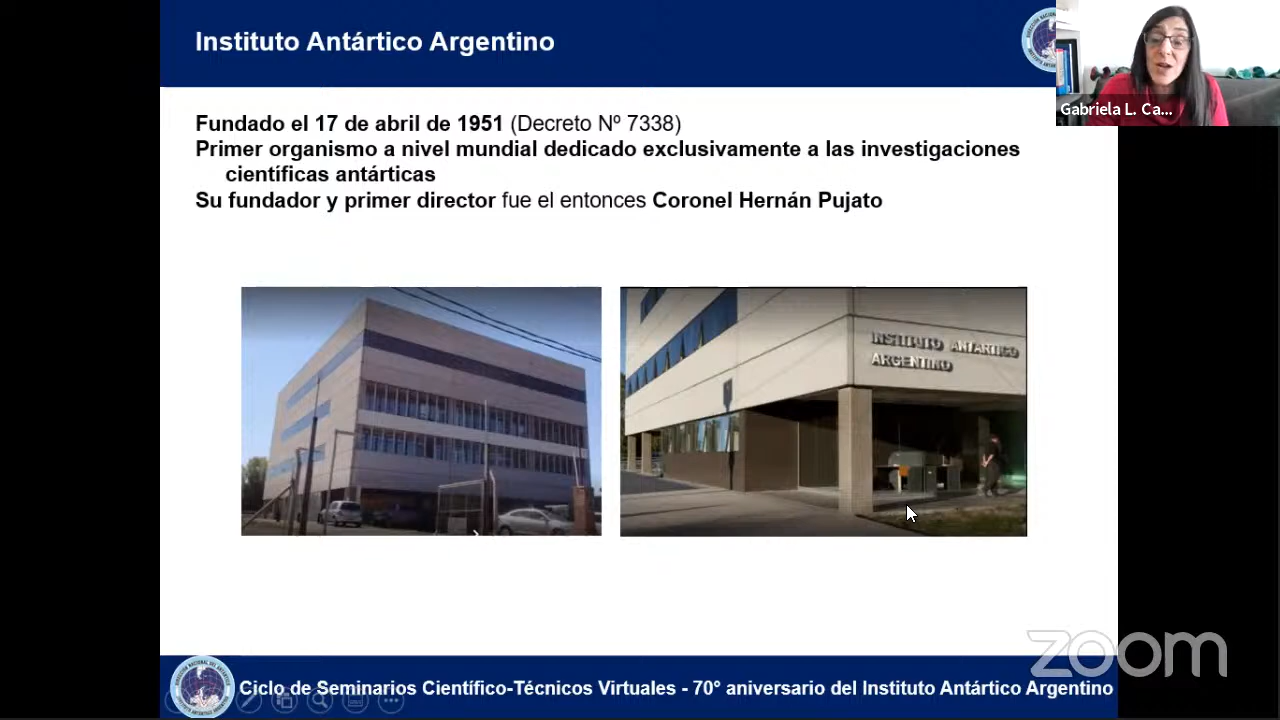 Instituto Antártico Argentino
Gabriela L. Ca...
Fundado el 17 de abril de 1951 (Decreto Nº 7338)
Primer organismo a nivel mundial dedicado exclusivamente a las investigaciones
científicas antárticas
Su fundador y primer director fue el entonces Coronel Hernán Pujato
INSTITUTO ANTÁRTICO
ARGENTINO
zoom
Ciclo de Seminarios Científico-Técnicos Virtuales - 70° aniversario del Instituto Antártico Argentino